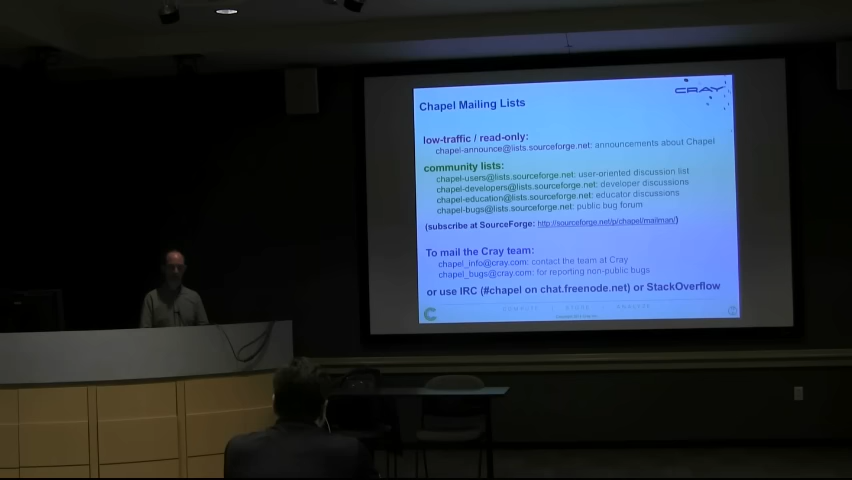 CRAY
Chapel Mailing Lists
low-traffic / read-only:
chapel-announce@lists.sourceforge.net: announcements about Chapel
community lists:
chapel-users@lists.sourceforge.net: user-oriented discussion list
chapel-developers@lists.sourceforge.net: developer discussions
chapel-education@lists.sourceforge.net: educator discussions
chapel-bugs@lists.sourceforge.net: public bug forum
(subscribe at SourceForge: http://sourceforge.net/p/chapel/mailman/)
To mail the Cray team:
chapel_info@cray.com: contact the team at Cray
chapel_bugs@cray.com: for reporting non-public bugs
or use IRC (#chapel on chat.freenode.net) or StackOverflow
COMPUTE | STORE | ANALYZE